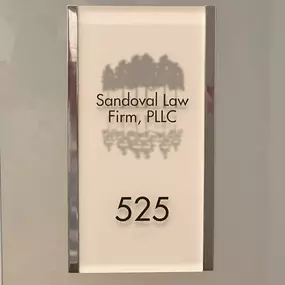 Sandoval Law
Firm, PLLC
525